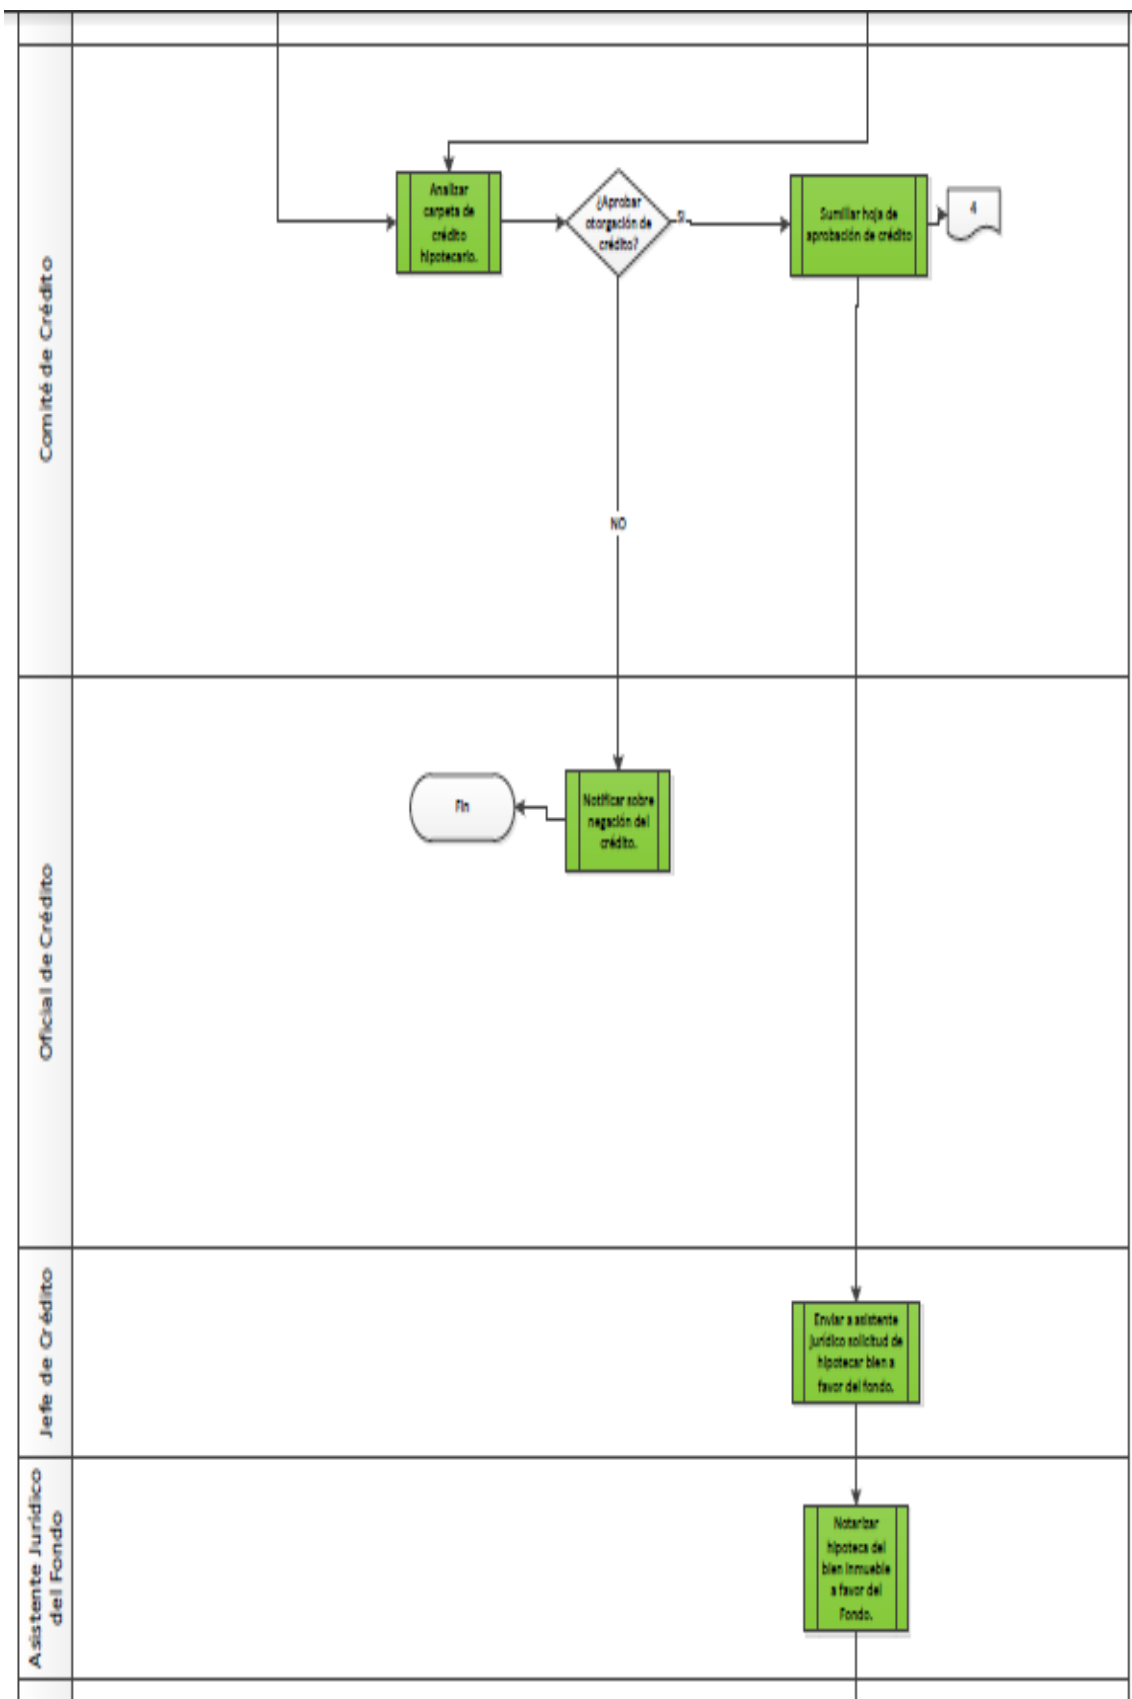 Comité de Crédito
Analizar
carpeta de
crédito
hipotecario.
¿Aprobar
otorgación de
crédito?
SI
Sumillar hoja de
aprobación de crédito
4
NO
Oficial de Crédito
Fin
Notificar sobre
negación del
crédito.
Jefe de Crédito
Enviar a asistente
jurídico solicitud de
hipotecar bien a
favor del fondo.
Asistente Jurídico
del Fondo
Notarizar
hipoteca del
bien inmueble
a favor del
Fondo.